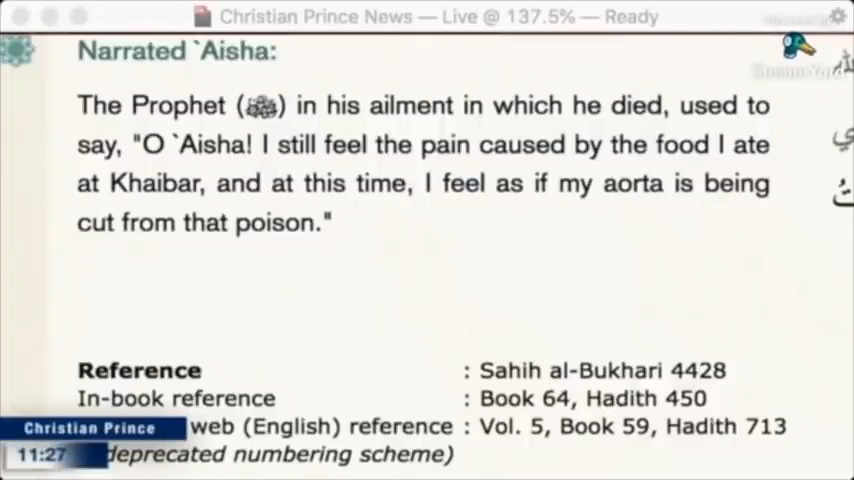 Christian Prince News — Live @ 137.5% — Ready
Narrated `Aisha:
The Prophet (ﷺ) in his ailment in which he died, used to
say, "O `Aisha! I still feel the pain caused by the food I ate
at Khaibar, and at this time, I feel as if my aorta is being
cut from that poison."
Reference : Sahih al-Bukhari 4428
In-book reference : Book 64, Hadith 450
web (English) reference : Vol. 5, Book 59, Hadith 713
deprecated numbering scheme)
Christian Prince
11:27